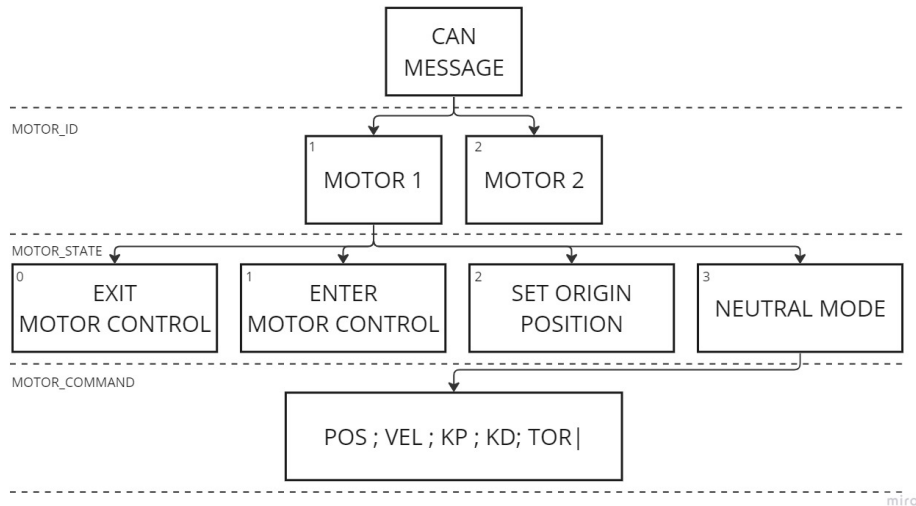 CAN
MESSAGE
MOTOR_ID
1
MOTOR 1
2
MOTOR 2
MOTOR_STATE
0
EXIT
MOTOR CONTROL
1
ENTER
MOTOR CONTROL
2
SET ORIGIN
POSITION
3
NEUTRAL MODE
MOTOR_COMMAND
POS ; VEL ; KP ; KD; TOR|
miro